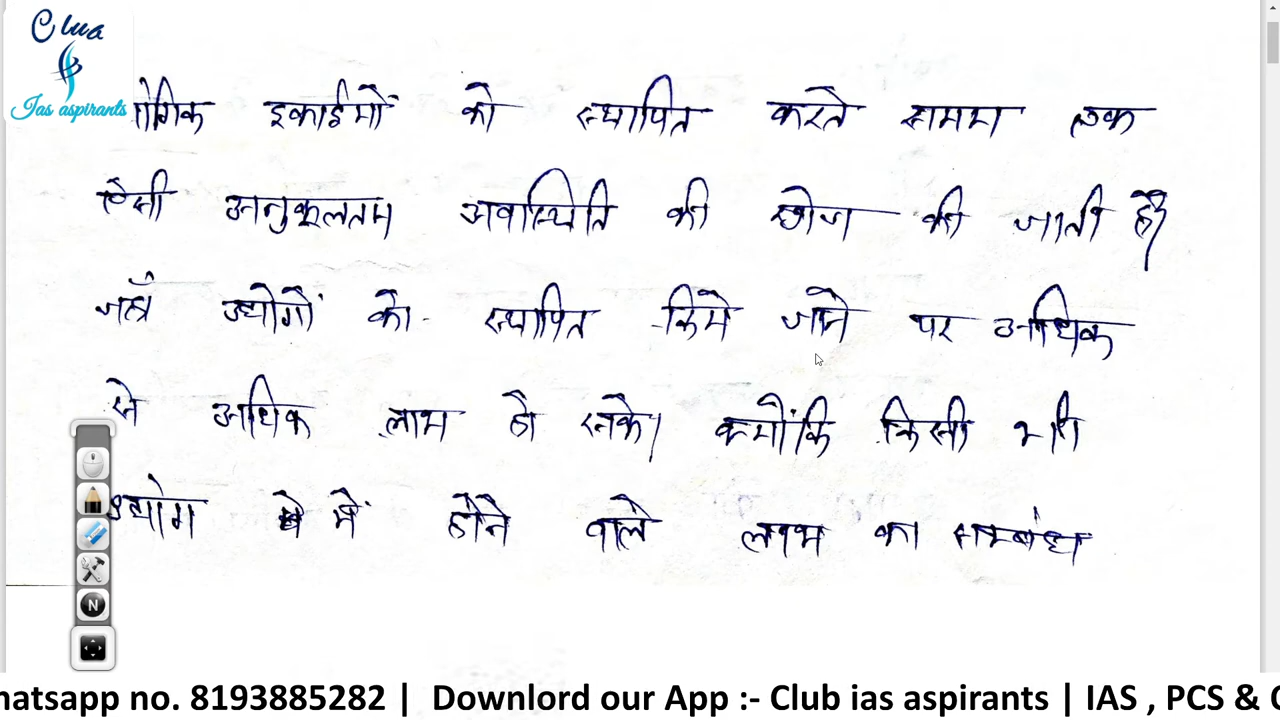 Clua
Ias aspirants
ोगिक इकाईयों को स्थापित करते समय एक
ऐसी अनुकूलतम अवस्थिति की खोज की जाती है,
जहाँ उद्योगों को स्थापित किये जाने पर अधिक
से अधिक लाभ हो सके। क्योंकि किसी भी
उद्योग में होने वाले लाभ का सम्बंध
N
hatsapp no. 8193885282 | Downlord our App :- Club ias aspirants | IAS , PCS & C